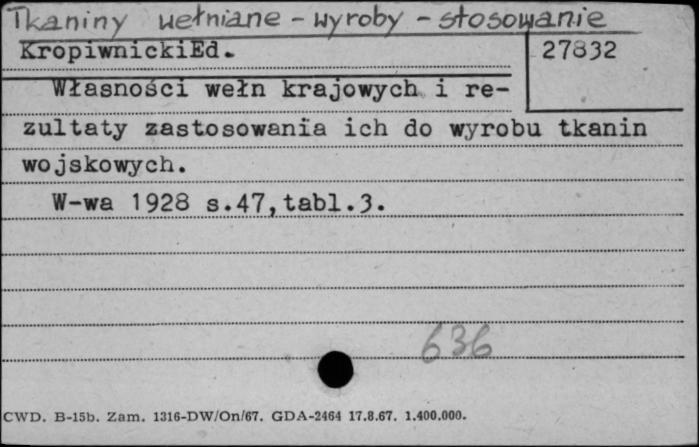 Tkaniny wełniane - wyroby - stosowanie
KropiwnickiEd.
27832
Własności wełn krajowych i re-
zultaty zastosowania ich do wyrobu tkanin
wojskowych.
W-wa 1928 s.47,tabl.3.
636
CWD. B-15b. Zam. 1316-DW/On/67. GDA-2464 17.8.67. 1.400.000.